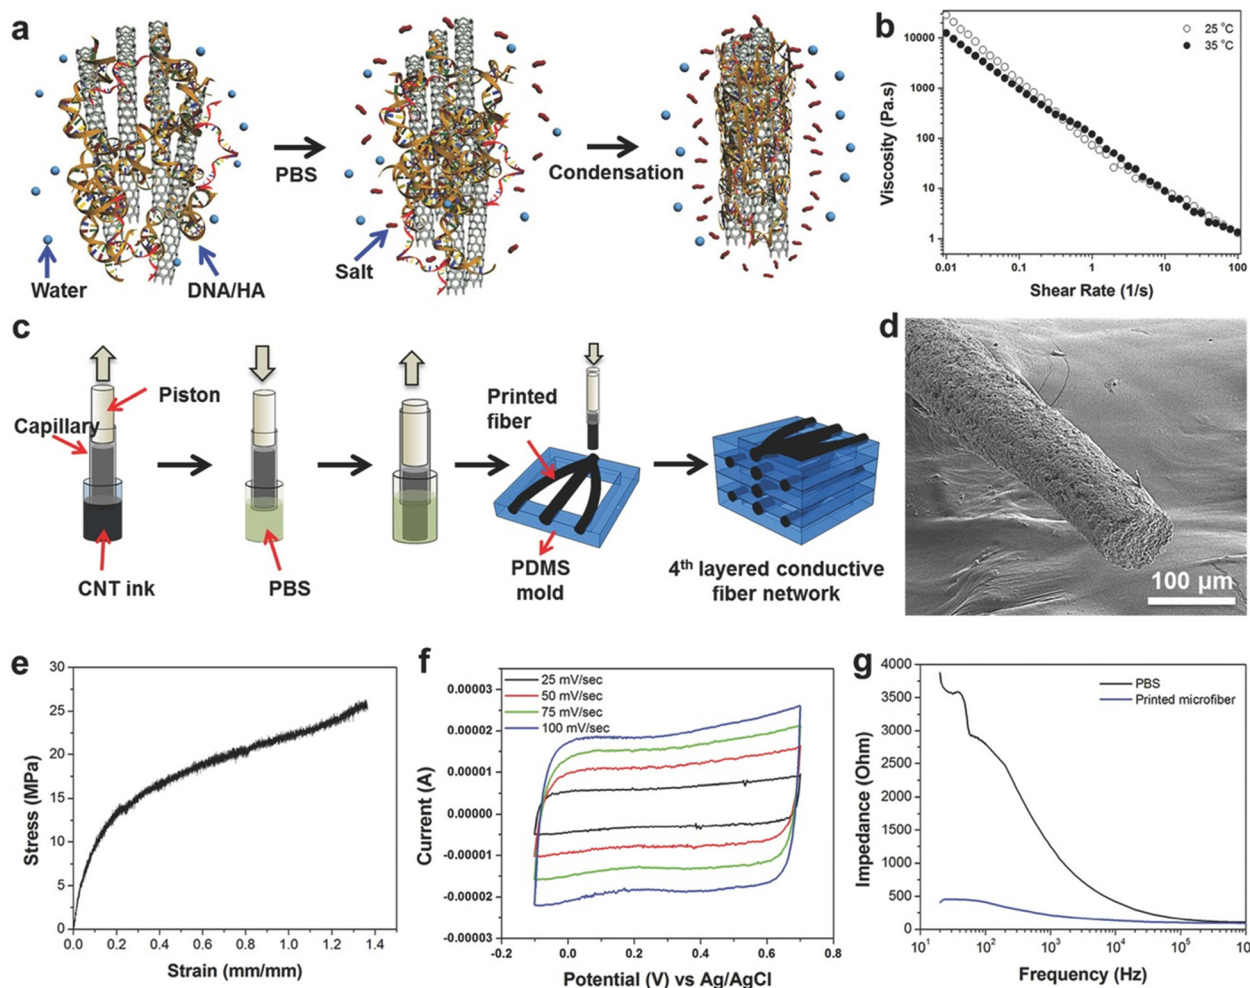 a
Water
DNA/HA
PBS
Salt
Condensation
b
Viscosity (Pa.s)
10000
1000
100
10
1
0.01
0.1
1
10
100
Shear Rate (1/s)
25 °C
35 °C
c
Piston
Capillary
CNT ink
PBS
Printed
fiber
PDMS
mold
4th layered conductive
fiber network
d
100 µm
e
Stress (MPa)
30
25
20
15
10
5
0
0.0
0.2
0.4
0.6
0.8
1.0
1.2
1.4
Strain (mm/mm)
f
25 mV/sec
50 mV/sec
75 mV/sec
100 mV/sec
Current (A)
0.00003
0.00002
0.00001
0.00000
-0.00001
-0.00002
-0.00003
-0.2
0.0
0.2
0.4
0.6
0.8
Potential (V) vs Ag/AgCl
g
PBS
Printed microfiber
Impedance (Ohm)
4000
3500
3000
2500
2000
1500
1000
500
0
10¹
10²
10³
10⁴
10⁵
10⁶
Frequency (Hz)